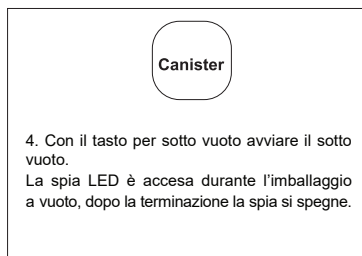 Canister
4. Con il tasto per sotto vuoto avviare il sotto
vuoto.
La spia LED è accesa durante l’imballaggio
a vuoto, dopo la terminazione la spia si spegne.